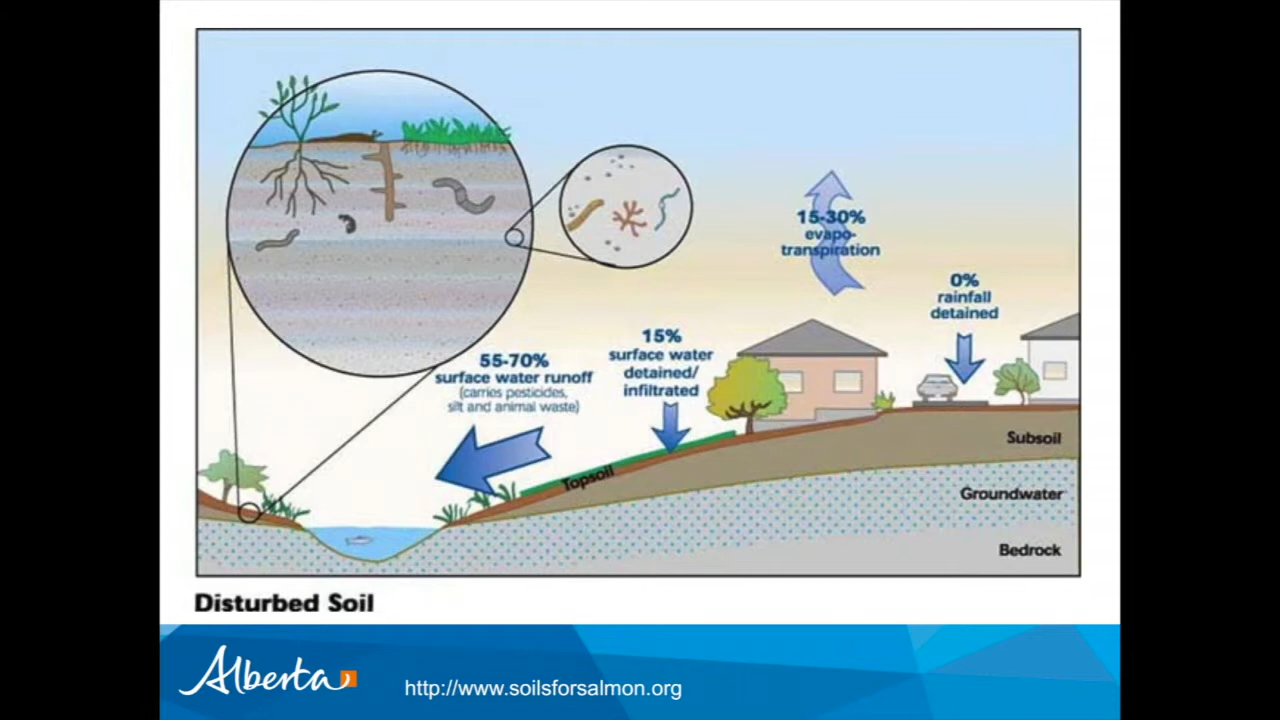 15-30%
evapo-
transpiration
0%
rainfall
detained
15%
surface water
detained/
infiltrated
55-70%
surface water runoff
(carries pesticides,
silt and animal waste)
Topsoil
Subsoil
Groundwater
Bedrock
Disturbed Soil
Alberta
http://www.soilsforsalmon.org